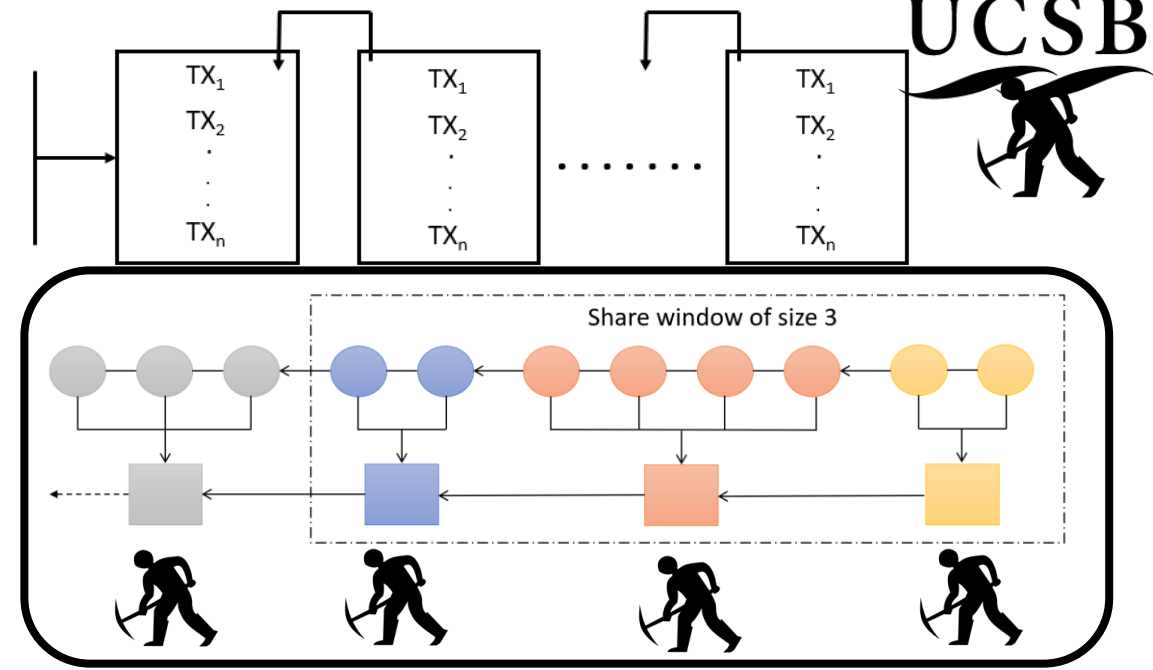 UCSB
TX₁ TX₁ TX₁
TX₂ TX₂ TX₂
. . .
. . .
. . .
TXₙ TXₙ TXₙ
. . . . . . .
Share window of size 3